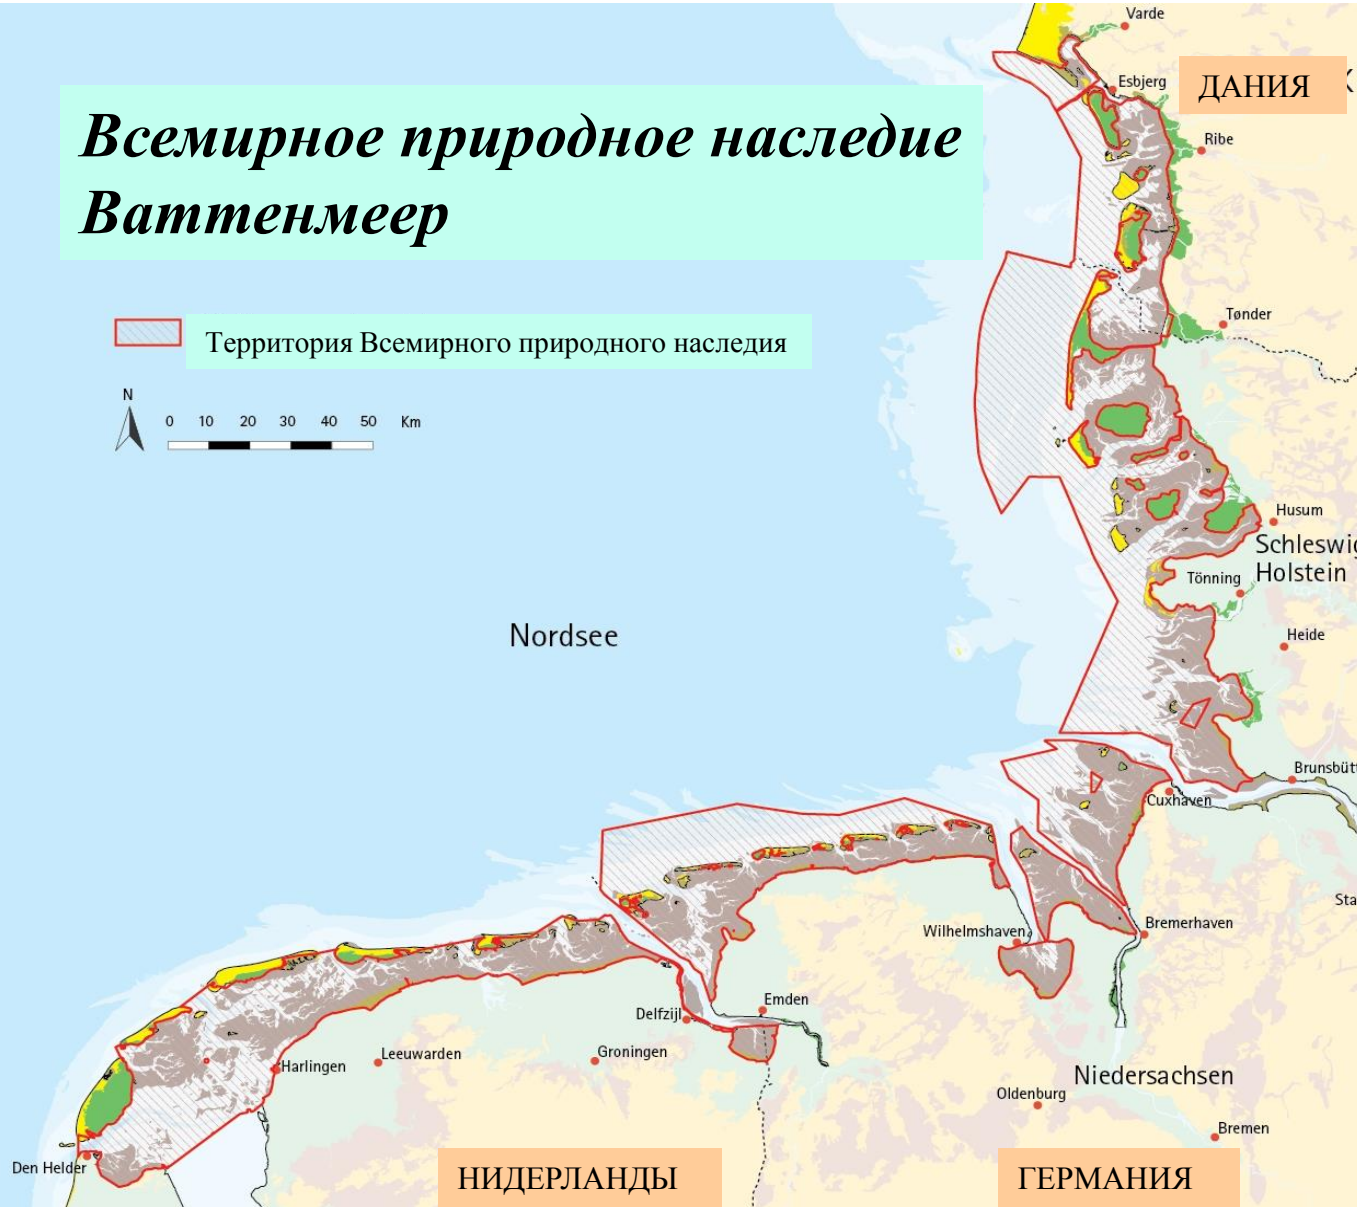 Varde
Esbjerg
ДАНИЯ
Всемирное природное наследие
Ваттенмеер
Ribe
Территория Всемирного природного наследия
Tønder
N
0 10 20 30 40 50 Km
Husum
Schleswig
Holstein
Tönning
Nordsee
Heide
Brunsbütt
Cuxhaven
Sta
Wilhelmshaven
Bremerhaven
Emden
Delfzijl
Groningen
Leeuwarden
Harlingen
Niedersachsen
Oldenburg
Bremen
Den Helder
НИДЕРЛАНДЫ
ГЕРМАНИЯ